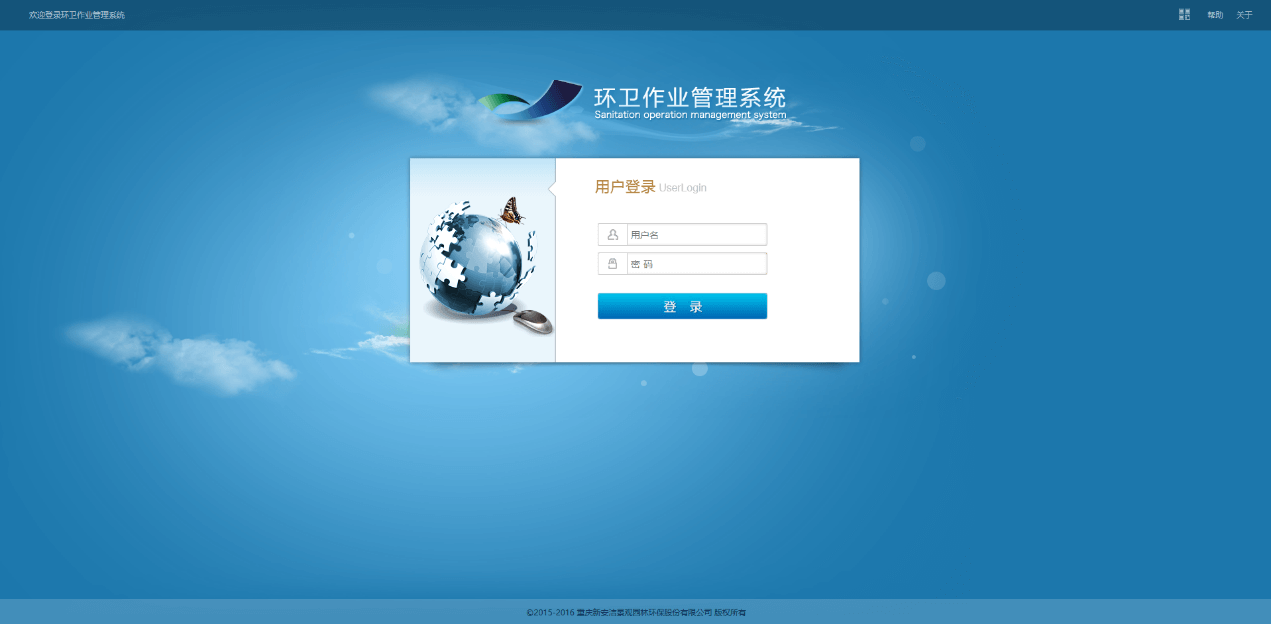 欢迎登录环卫作业管理系统
帮助 关于
环卫作业管理系统
Sanitation operation management system
用户登录 UserLogin
用户名
密 码
登 录
©2015-2016 重庆新安洁景观园林环保股份有限公司 版权所有